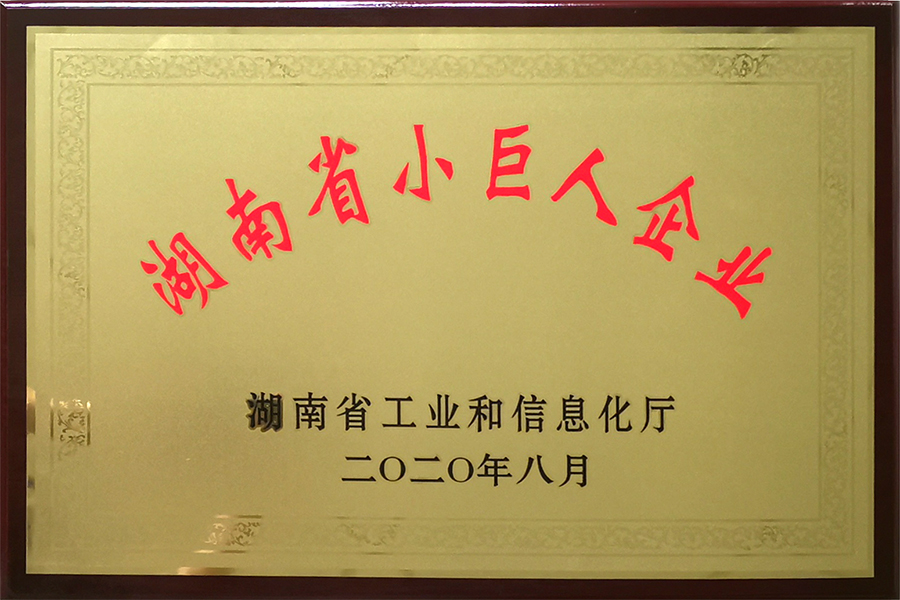 湖南省小巨人企业
湖南省工业和信息化厅
二〇二〇年八月